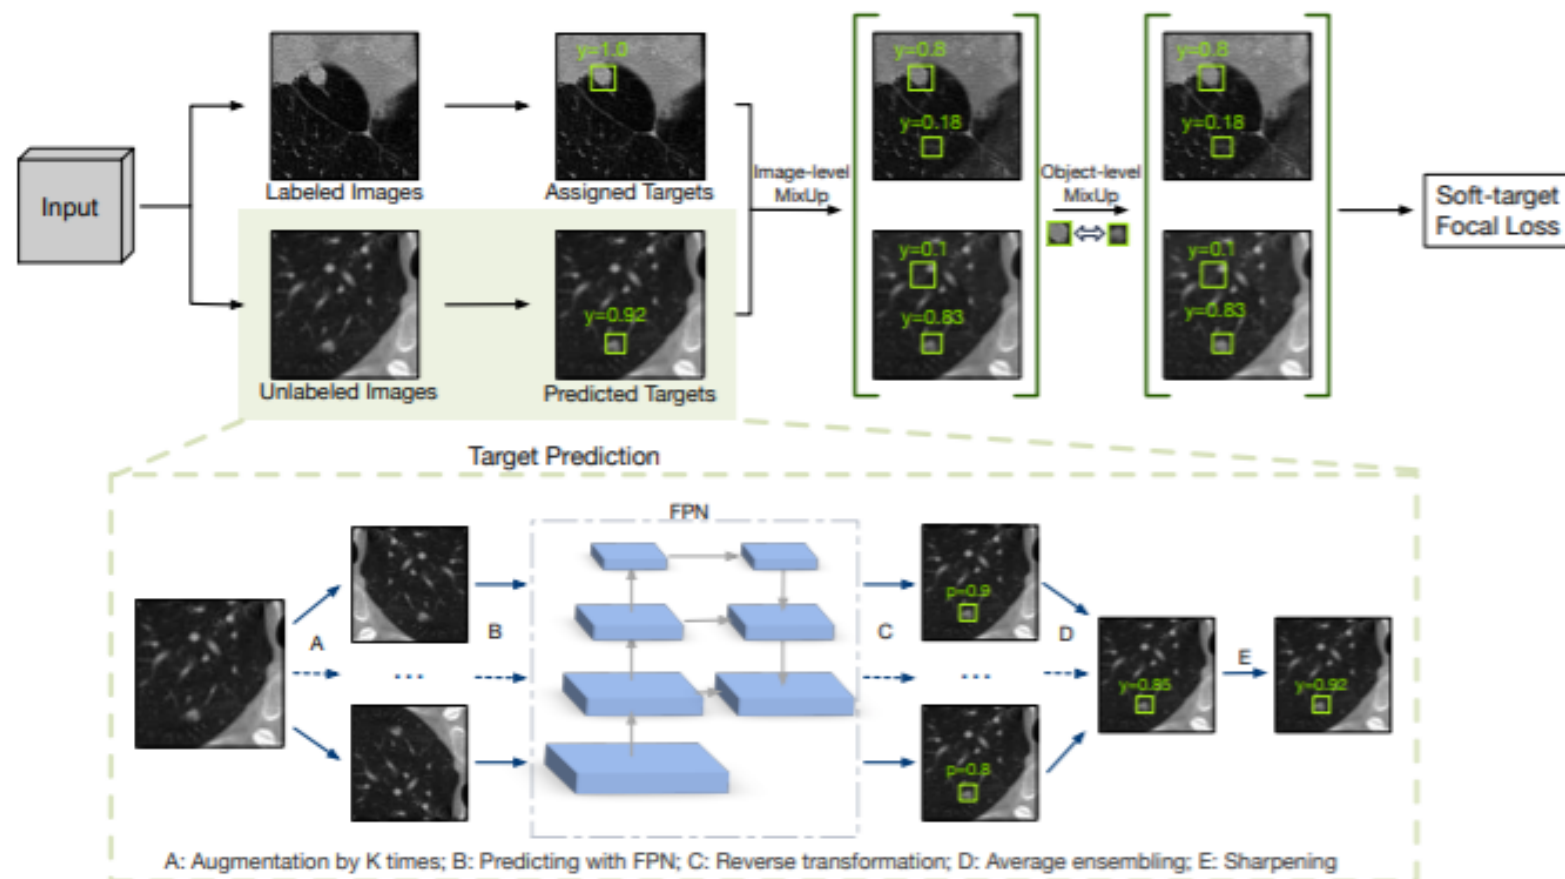 Input
Labeled Images
y=1.0
Assigned Targets
Unlabeled Images
y=0.92
Predicted Targets
Image-level
MixUp
y=0.8
y=0.18
y=0.1
y=0.83
Object-level
MixUp
y=0.8
y=0.18
y=0.1
y=0.83
Soft-target
Focal Loss
Target Prediction
A
B
FPN
C
p=0.9
...
...
p=0.8
D
y=0.85
E
y=0.92
A: Augmentation by K times; B: Predicting with FPN; C: Reverse transformation; D: Average ensembling; E: Sharpening